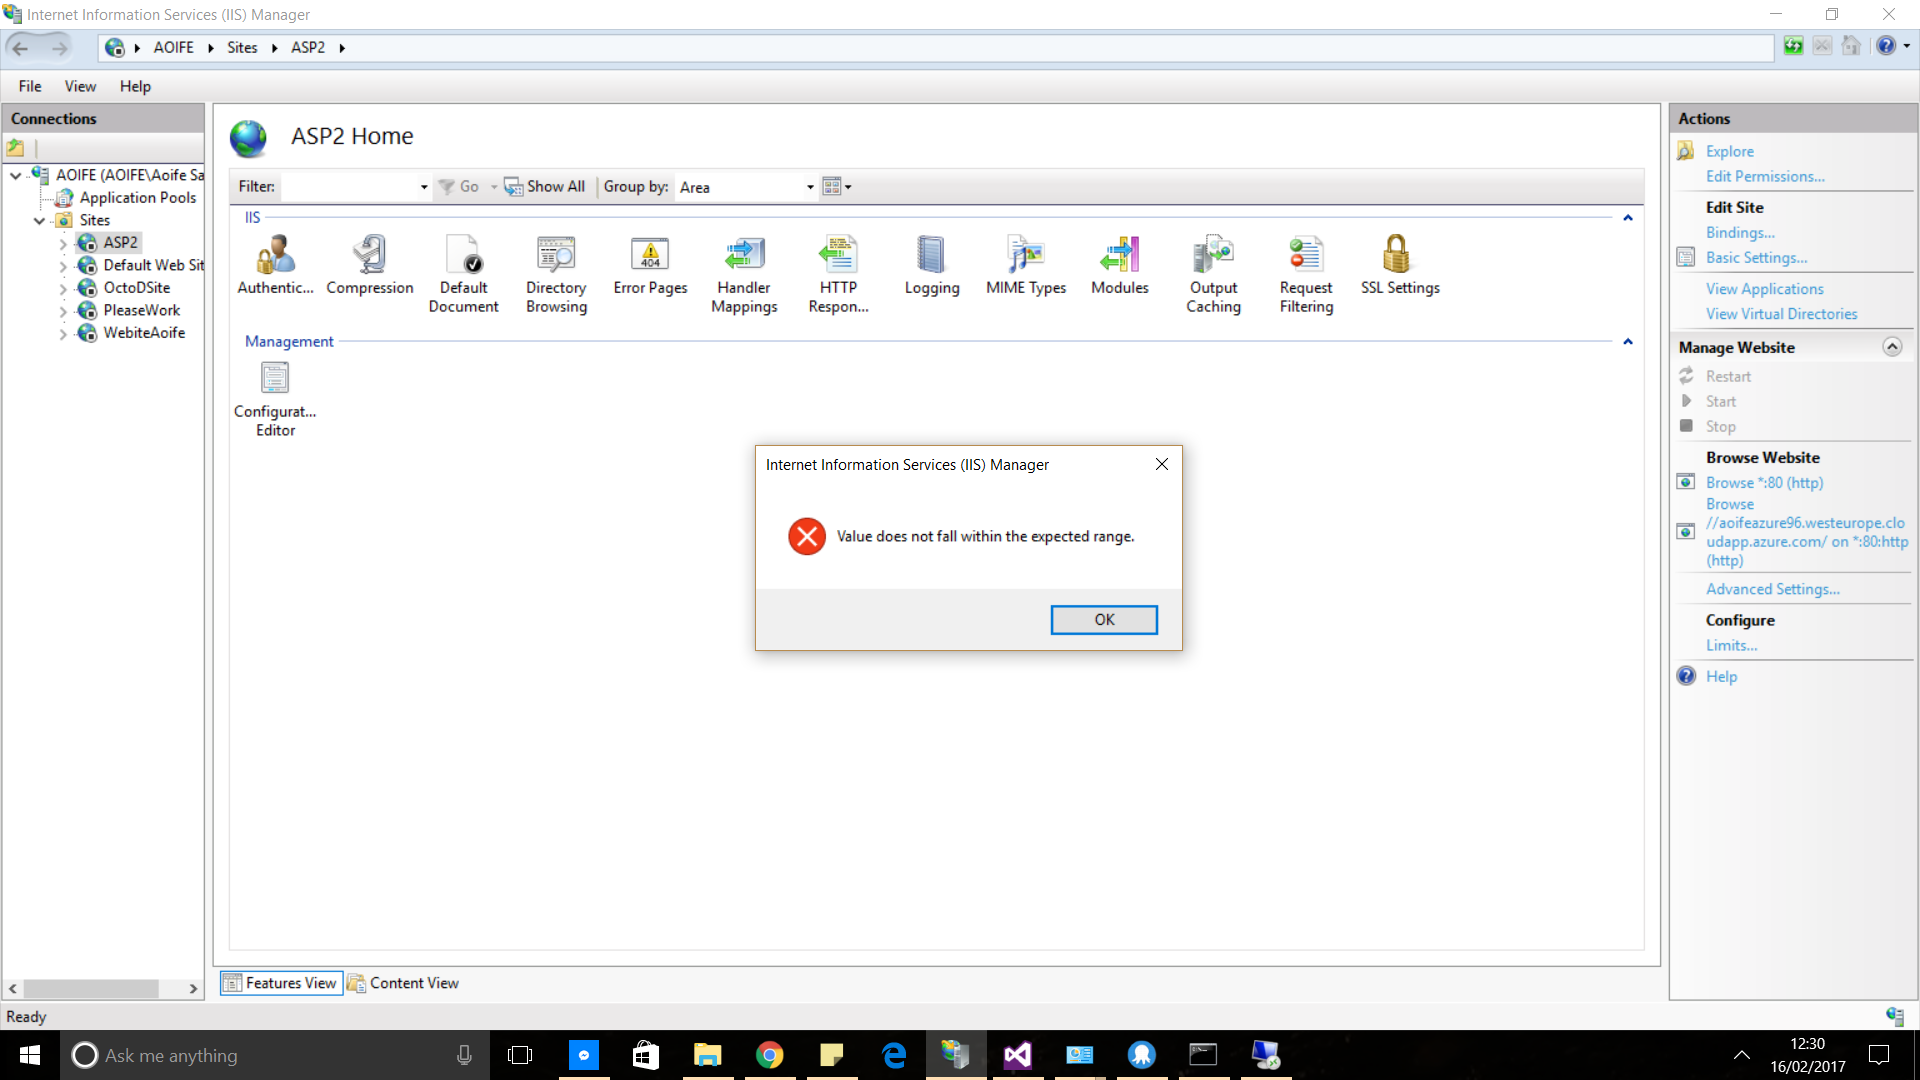 Internet Information Services (IIS) Manager
AOIFE Sites ASP2
File View Help
Connections
AOIFE (AOIFE\Aoife Sa
Application Pools
Sites
ASP2
Default Web Sit
OctoDSite
PleaseWork
WebiteAoife
ASP2 Home
Filter: Go Show All Group by: Area
IIS
Authentic...
Compression
Default
Document
Directory
Browsing
Error Pages
404
Handler
Mappings
HTTP
Respon...
Logging
MIME Types
Modules
Output
Caching
Request
Filtering
SSL Settings
Management
Configurat...
Editor
Internet Information Services (IIS) Manager
Value does not fall within the expected range.
OK
Features View Content View
Actions
Explore
Edit Permissions...
Edit Site
Bindings...
Basic Settings...
View Applications
View Virtual Directories
Manage Website
Restart
Start
Stop
Browse Website
Browse *:80 (http)
Browse
//aoifeazure96.westeurope.clo
udapp.azure.com/ on *:80:http
(http)
Advanced Settings...
Configure
Limits...
Help
Ready
Ask me anything
12:30
16/02/2017